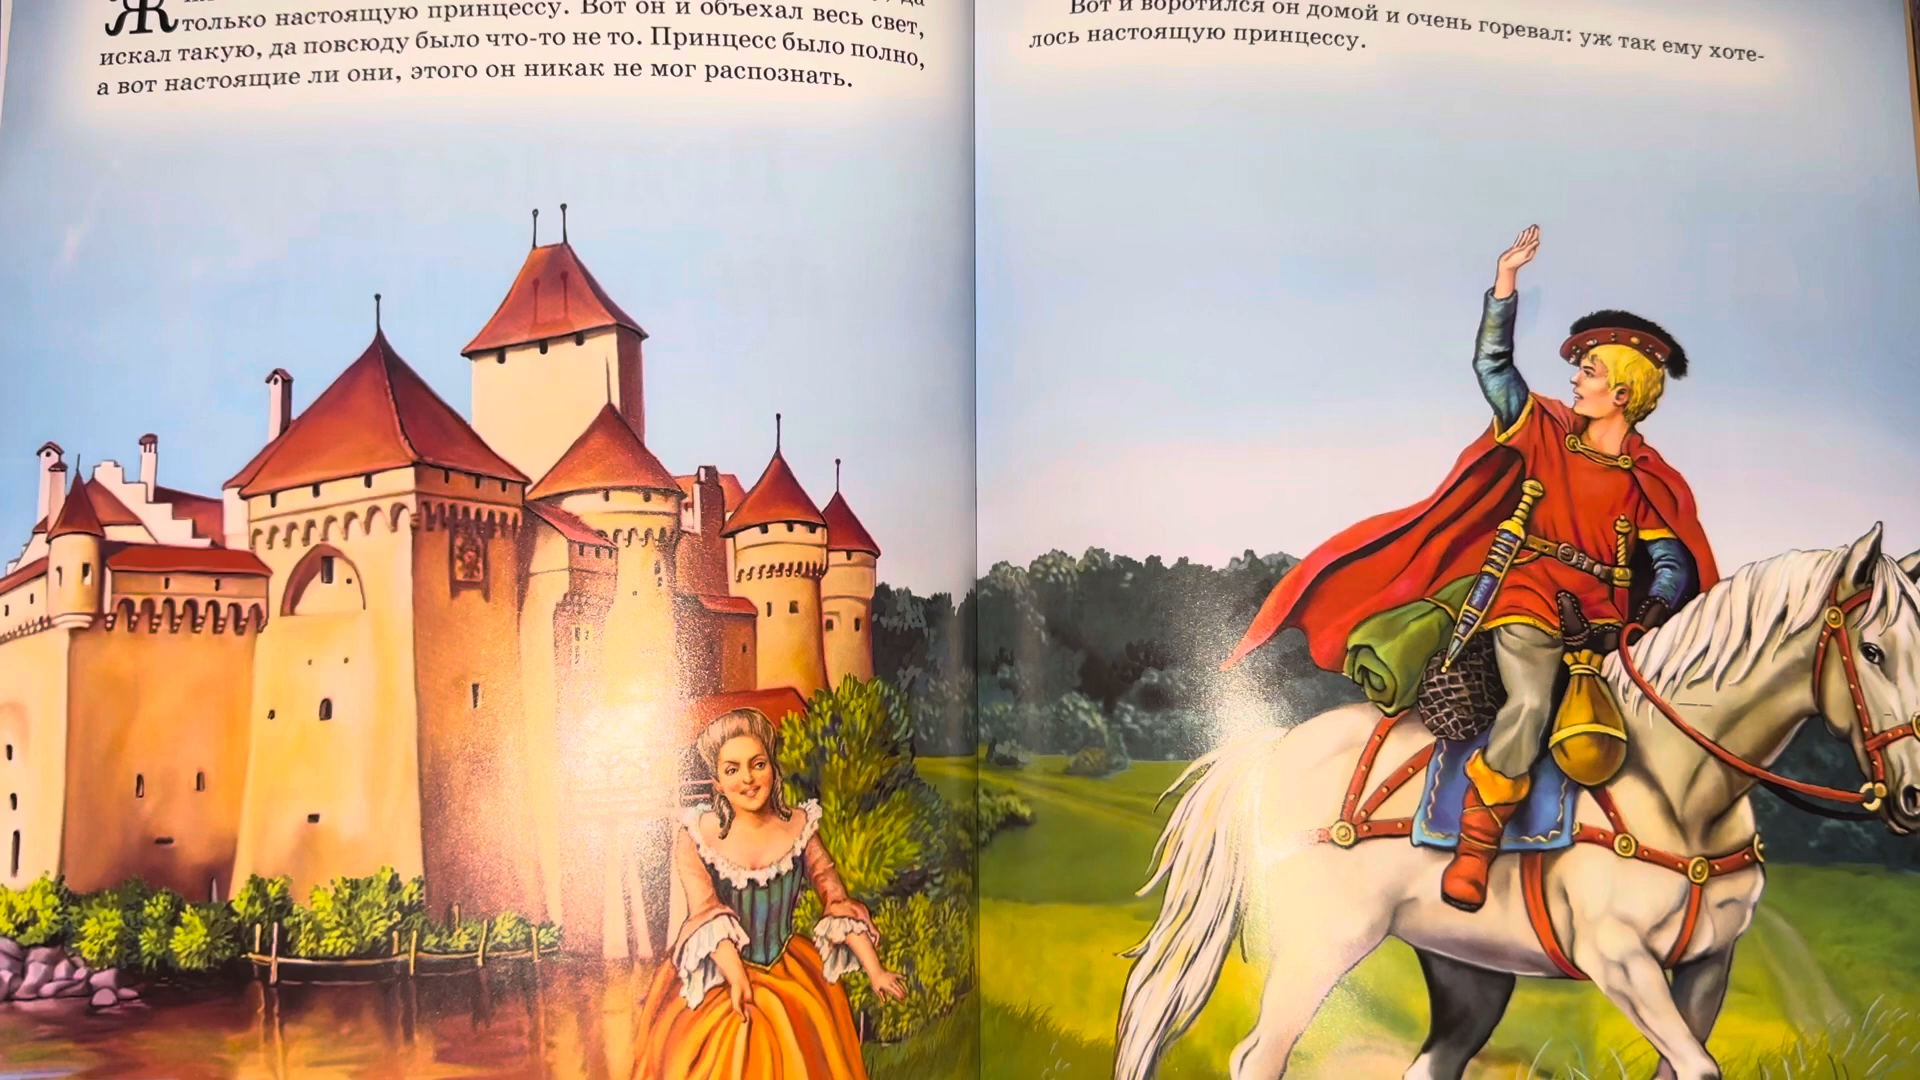 Ж
только настоящую принцессу. Вот он и объехал весь свет,
искал такую, да повсюду было что-то не то. Принцесс было полно,
а вот настоящие ли они, этого он никак не мог распознать.
Вот и воротился он домой и очень горевал: уж так ему хоте-
лось настоящую принцессу.